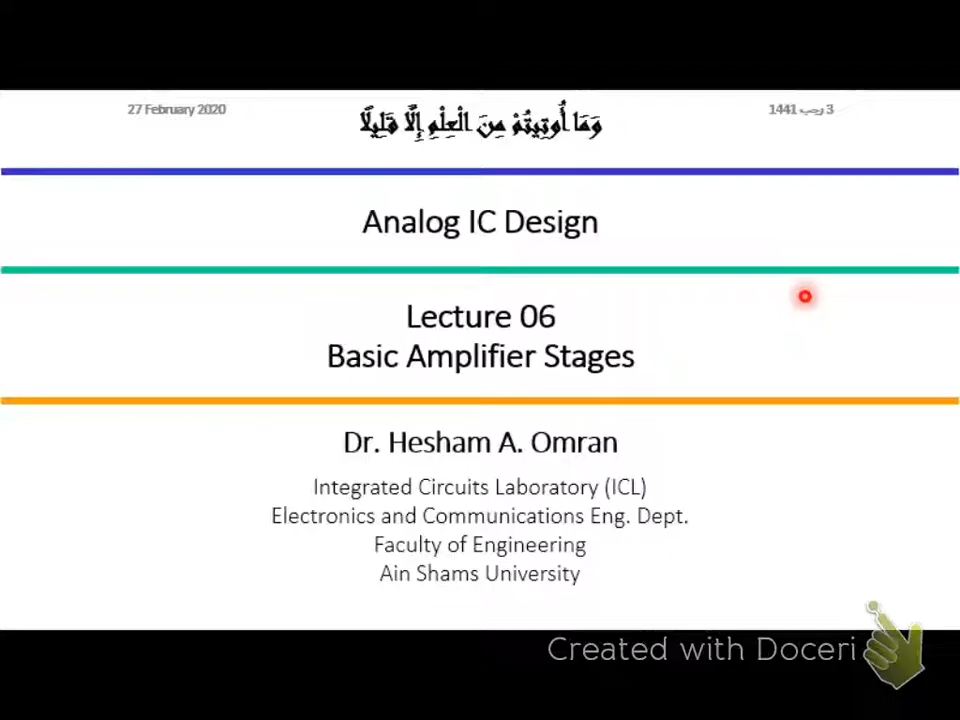 27 February 2020
وَمَا أُوتِيتُمْ مِنَ الْعِلْمِ إِلَّا قَلِيلًا
3 رجب 1441
Analog IC Design
Lecture 06
Basic Amplifier Stages
Dr. Hesham A. Omran
Integrated Circuits Laboratory (ICL)
Electronics and Communications Eng. Dept.
Faculty of Engineering
Ain Shams University
Created with Doceri